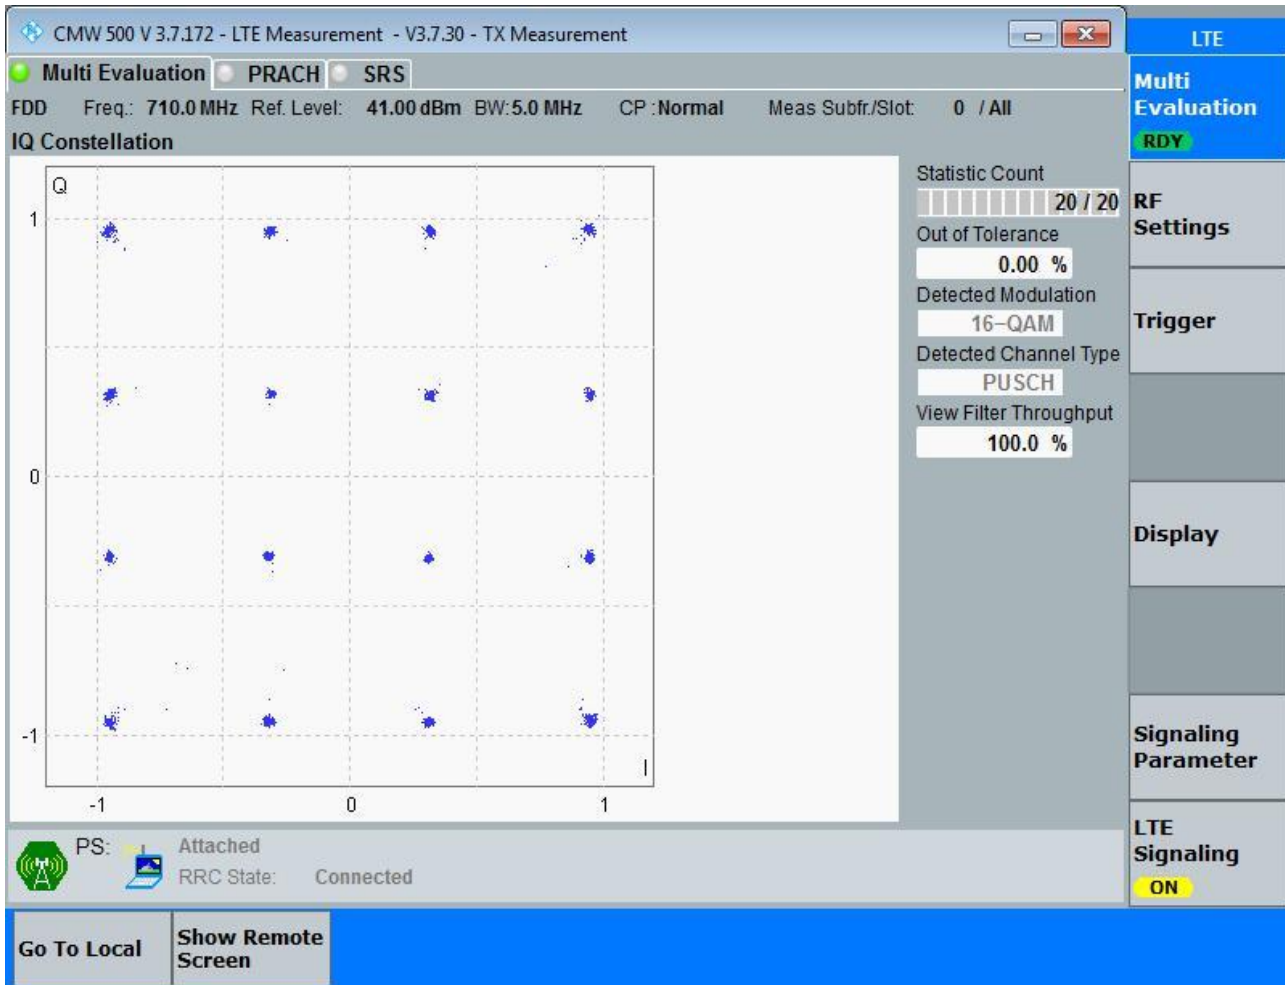 CMW 500 V 3.7.172 - LTE Measurement - V3.7.30 - TX Measurement
LTE
Multi Evaluation PRACH SRS
FDD Freq.: 710.0 MHz Ref. Level: 41.00 dBm BW: 5.0 MHz CP : Normal Meas Subfr./Slot: 0 / All
IQ Constellation
Q
1
0
-1
I
-1 0 1
Statistic Count
20 / 20
Out of Tolerance
0.00 %
Detected Modulation
16-QAM
Detected Channel Type
PUSCH
View Filter Throughput
100.0 %
Multi
Evaluation
RDY
RF
Settings
Trigger
Display
Signaling
Parameter
LTE
Signaling
ON
PS: Attached
RRC State: Connected
Go To Local
Show Remote
Screen